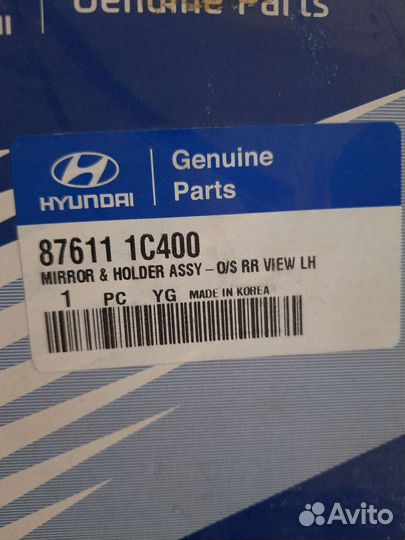 Genuine Parts
HYUNDAI
Genuine
Parts
87611 1C400
MIRROR & HOLDER ASSY-O/S RR VIEW LH
1 PC YG MADE IN KOREA
Avito